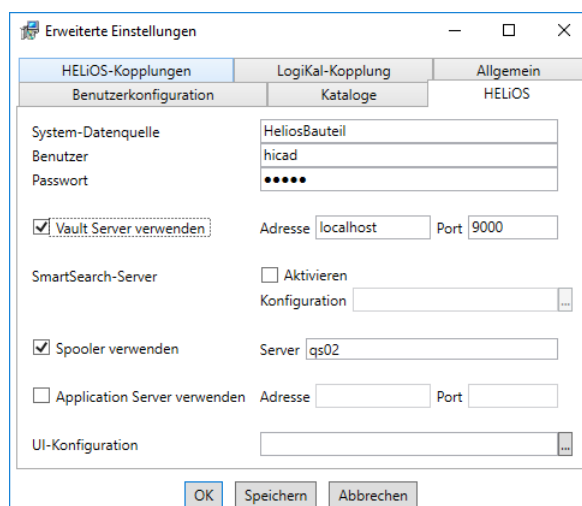 Erweiterte Einstellungen
HELiOS-Kopplungen LogiKal-Kopplung Allgemein
Benutzerkonfiguration Kataloge HELiOS
System-Datenquelle HeliosBauteil
Benutzer hicad
Passwort ●●●●●
Vault Server verwenden Adresse localhost Port 9000
SmartSearch-Server Aktivieren
Konfiguration ...
Spooler verwenden Server qs02
Application Server verwenden Adresse Port
UI-Konfiguration ...
OK Speichern Abbrechen